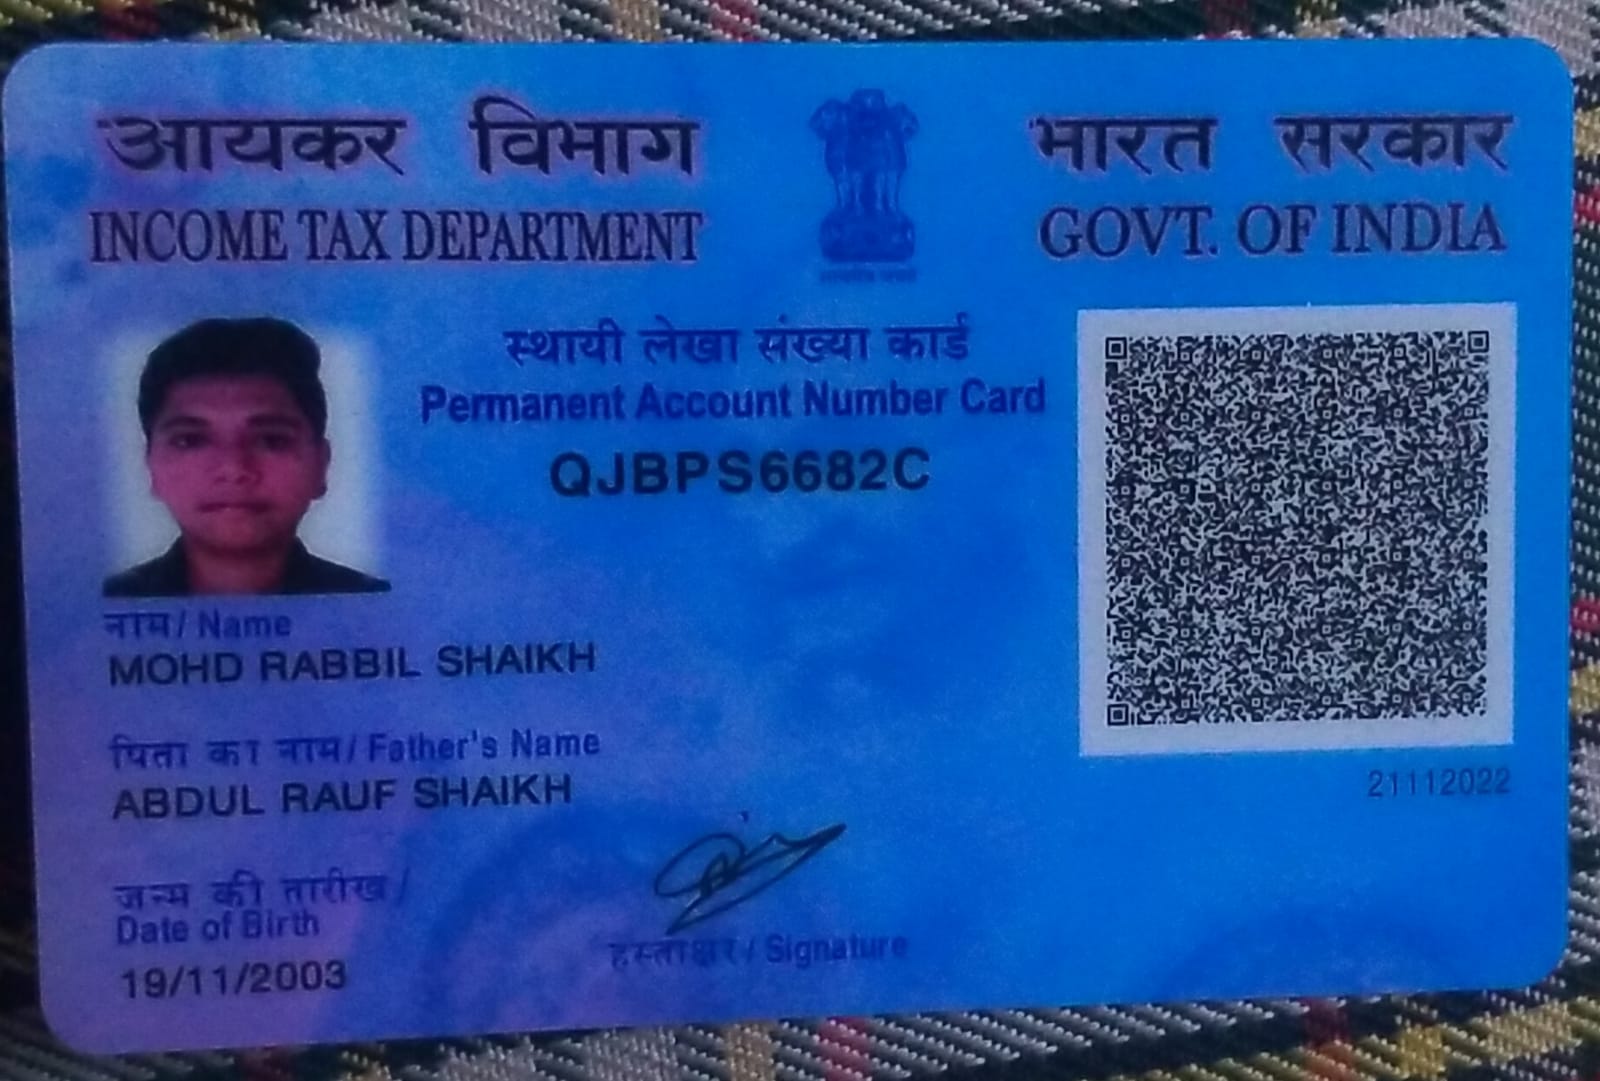 आयकर विभाग
INCOME TAX DEPARTMENT
भारत सरकार
GOVT. OF INDIA
स्थायी लेखा संख्या कार्ड
Permanent Account Number Card
QJBPS6682C
नाम / Name
MOHD RABBIL SHAIKH
पिता का नाम / Father's Name
ABDUL RAUF SHAIKH
जन्म की तारीख /
Date of Birth
19/11/2003
हस्ताक्षर / Signature
21112022